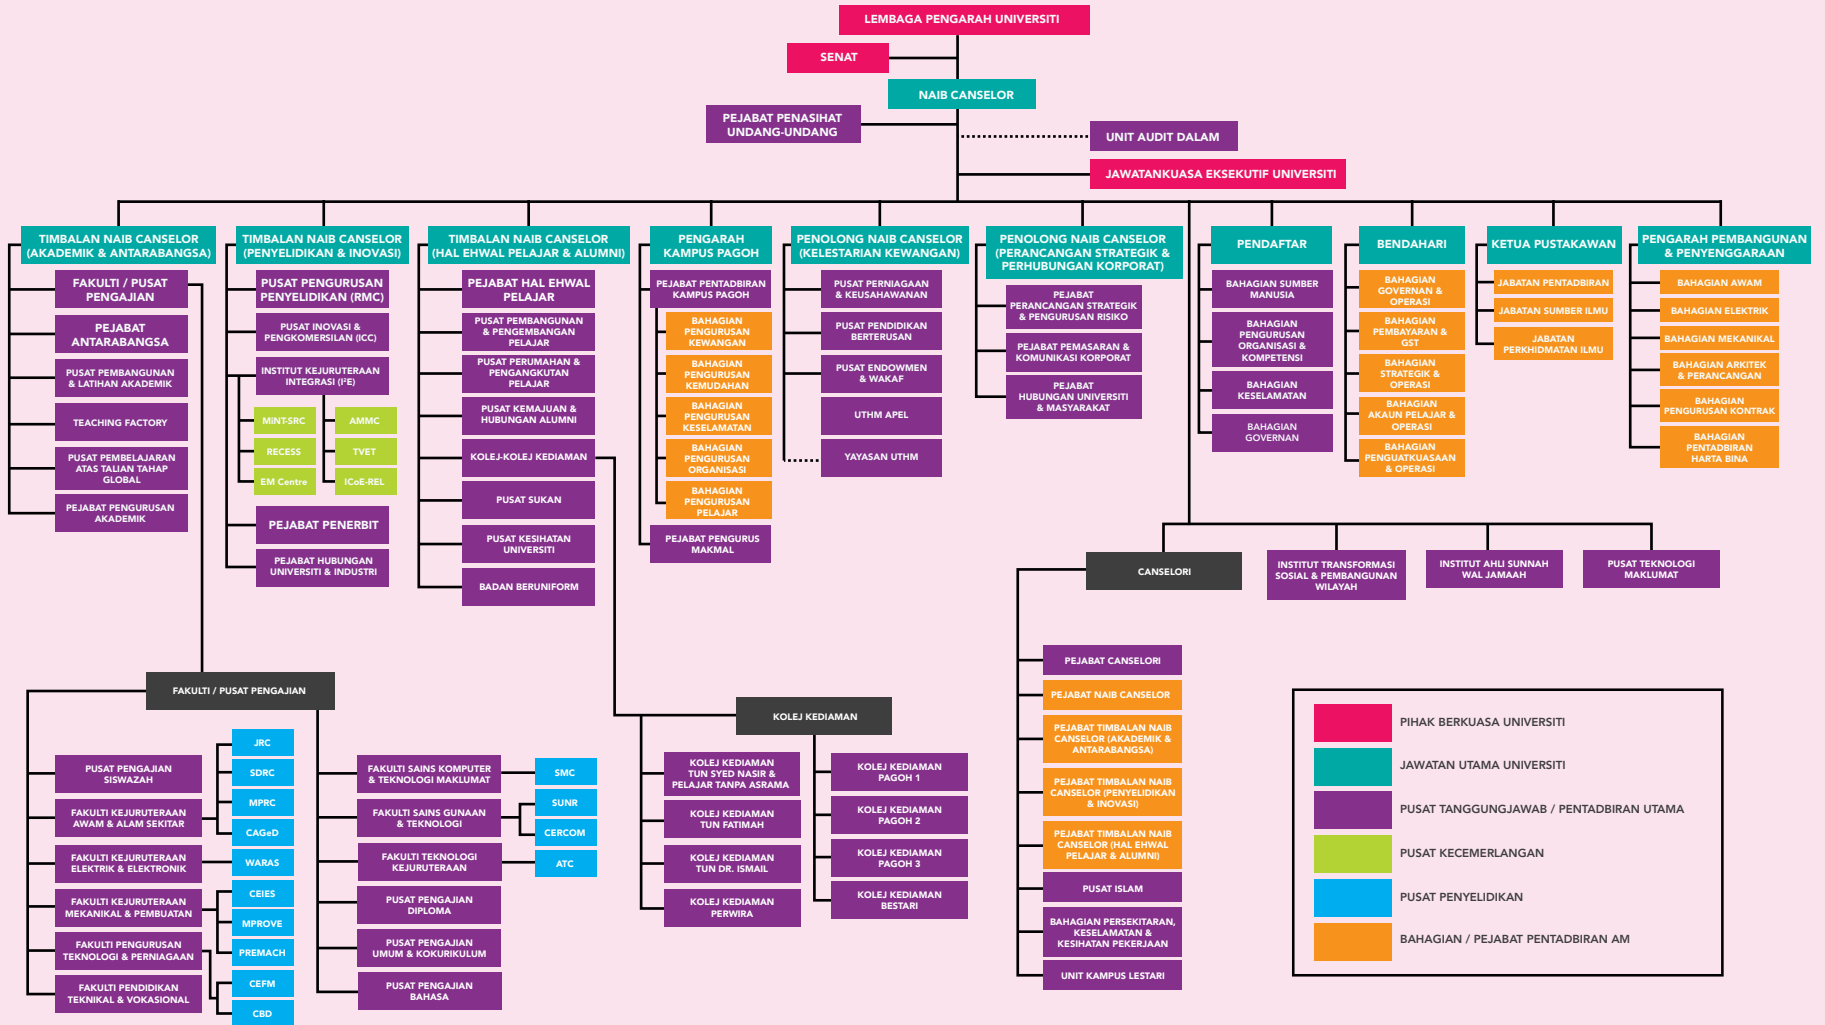 LEMBAGA PENGARAH UNIVERSITI
SENAT
NAIB CANSELOR
PEJABAT PENASIHAT
UNDANG-UNDANG
UNIT AUDIT DALAM
JAWATANKUASA EKSEKUTIF UNIVERSITI
TIMBALAN NAIB CANSELOR
(AKADEMIK & ANTARABANGSA)
FAKULTI / PUSAT
PENGAJIAN
PEJABAT
ANTARABANGSA
PUSAT PEMBANGUNAN
& LATIHAN AKADEMIK
TEACHING FACTORY
PUSAT PEMBELAJARAN
ATAS TALIAN TAHAP
GLOBAL
PEJABAT PENGURUSAN
AKADEMIK
TIMBALAN NAIB CANSELOR
(PENYELIDIKAN & INOVASI)
PUSAT PENGURUSAN
PENYELIDIKAN (RMC)
PUSAT INOVASI &
PENGKOMERSILAN (ICC)
INSTITUT KEJURUTERAAN
INTEGRASI (I²E)
MiNT-SRC
RECESS
EM Centre
AMMC
TVET
ICoE-REL
PEJABAT PENERBIT
PEJABAT HUBUNGAN
UNIVERSITI & INDUSTRI
TIMBALAN NAIB CANSELOR
(HAL EHWAL PELAJAR & ALUMNI)
PEJABAT HAL EHWAL
PELAJAR
PUSAT PEMBANGUNAN
& PENGEMBANGAN
PELAJAR
PUSAT PERUMAHAN &
PENGANGKUTAN
PELAJAR
PUSAT KEMAJUAN &
HUBUNGAN ALUMNI
KOLEJ-KOLEJ KEDIAMAN
PUSAT SUKAN
PUSAT KESIHATAN
UNIVERSITI
BADAN BERUNIFORM
PENGARAH
KAMPUS PAGOH
PEJABAT PENTADBIRAN
KAMPUS PAGOH
BAHAGIAN
PENGURUSAN
KEWANGAN
BAHAGIAN
PENGURUSAN
KEMUDAHAN
BAHAGIAN
PENGURUSAN
KESELAMATAN
BAHAGIAN
PENGURUSAN
ORGANISASI
BAHAGIAN
PENGURUSAN
PELAJAR
PEJABAT PENGURUS
MAKMAL
PENOLONG NAIB CANSELOR
(KELESTARIAN KEWANGAN)
PUSAT PERNIAGAAN
& KEUSAHAWANAN
PUSAT PENDIDIKAN
BERTERUSAN
PUSAT ENDOWMEN
& WAKAF
UTHM APEL
YAYASAN UTHM
PENOLONG NAIB CANSELOR
(PERANCANGAN STRATEGIK &
PERHUBUNGAN KORPORAT)
PEJABAT
PERANCANGAN STRATEGIK
& PENGURUSAN RISIKO
PEJABAT PEMASARAN &
KOMUNIKASI KORPORAT
PEJABAT
HUBUNGAN UNIVERSITI
& MASYARAKAT
PENDAFTAR
BAHAGIAN SUMBER
MANUSIA
BAHAGIAN
PENGURUSAN
ORGANISASI &
KOMPETENSI
BAHAGIAN
KESELAMATAN
BAHAGIAN
GOVERNAN
BENDAHARI
BAHAGIAN
GOVERNAN &
OPERASI
BAHAGIAN
PEMBAYARAN &
GST
BAHAGIAN
STRATEGIK &
OPERASI
BAHAGIAN
AKAUN PELAJAR &
OPERASI
BAHAGIAN
PENGUATKUASAAN
& OPERASI
KETUA PUSTAKAWAN
JABATAN PENTADBIRAN
JABATAN SUMBER ILMU
JABATAN
PERKHIDMATAN ILMU
PENGARAH PEMBANGUNAN
& PENYENGGARAAN
BAHAGIAN AWAM
BAHAGIAN ELEKTRIK
BAHAGIAN MEKANIKAL
BAHAGIAN ARKITEK
& PERANCANGAN
BAHAGIAN
PENGURUSAN KONTRAK
BAHAGIAN
PENTADBIRAN
HARTA BINA
CANSELORI
INSTITUT TRANSFORMASI
SOSIAL & PEMBANGUNAN
WILAYAH
INSTITUT AHLI SUNNAH
WAL JAMAAH
PUSAT TEKNOLOGI
MAKLUMAT
PEJABAT CANSELORI
PEJABAT NAIB CANSELOR
PEJABAT TIMBALAN NAIB
CANSELOR (AKADEMIK &
ANTARABANGSA)
PEJABAT TIMBALAN NAIB
CANSELOR (PENYELIDIKAN
& INOVASI)
PEJABAT TIMBALAN NAIB
CANSELOR (HAL EHWAL
PELAJAR & ALUMNI)
PUSAT ISLAM
BAHAGIAN PERSEKITARAN,
KESELAMATAN &
KESIHATAN PEKERJAAN
UNIT KAMPUS LESTARI
FAKULTI / PUSAT PENGAJIAN
PUSAT PENGAJIAN
SISWAZAH
FAKULTI KEJURUTERAAN
AWAM & ALAM SEKITAR
FAKULTI KEJURUTERAAN
ELEKTRIK & ELEKTRONIK
FAKULTI KEJURUTERAAN
MEKANIKAL & PEMBUATAN
FAKULTI PENGURUSAN
TEKNOLOGI & PERNIAGAAN
FAKULTI PENDIDIKAN
TEKNIKAL & VOKASIONAL
JRC
SDRC
MPRC
CAGeD
WARAS
CEIES
MPROVE
PREMACH
CEFM
CBD
FAKULTI SAINS KOMPUTER
& TEKNOLOGI MAKLUMAT
FAKULTI SAINS GUNAAN
& TEKNOLOGI
FAKULTI TEKNOLOGI
KEJURUTERAAN
PUSAT PENGAJIAN
DIPLOMA
PUSAT PENGAJIAN
UMUM & KOKURIKULUM
PUSAT PENGAJIAN
BAHASA
SMC
SUNR
CERCOM
ATC
KOLEJ KEDIAMAN
KOLEJ KEDIAMAN
TUN SYED NASIR &
PELAJAR TANPA ASRAMA
KOLEJ KEDIAMAN
TUN FATIMAH
KOLEJ KEDIAMAN
TUN DR. ISMAIL
KOLEJ KEDIAMAN
PERWIRA
KOLEJ KEDIAMAN
PAGOH 1
KOLEJ KEDIAMAN
PAGOH 2
KOLEJ KEDIAMAN
PAGOH 3
KOLEJ KEDIAMAN
BESTARI
PIHAK BERKUASA UNIVERSITI
JAWATAN UTAMA UNIVERSITI
PUSAT TANGGUNGJAWAB / PENTADBIRAN UTAMA
PUSAT KECEMERLANGAN
PUSAT PENYELIDIKAN
BAHAGIAN / PEJABAT PENTADBIRAN AM